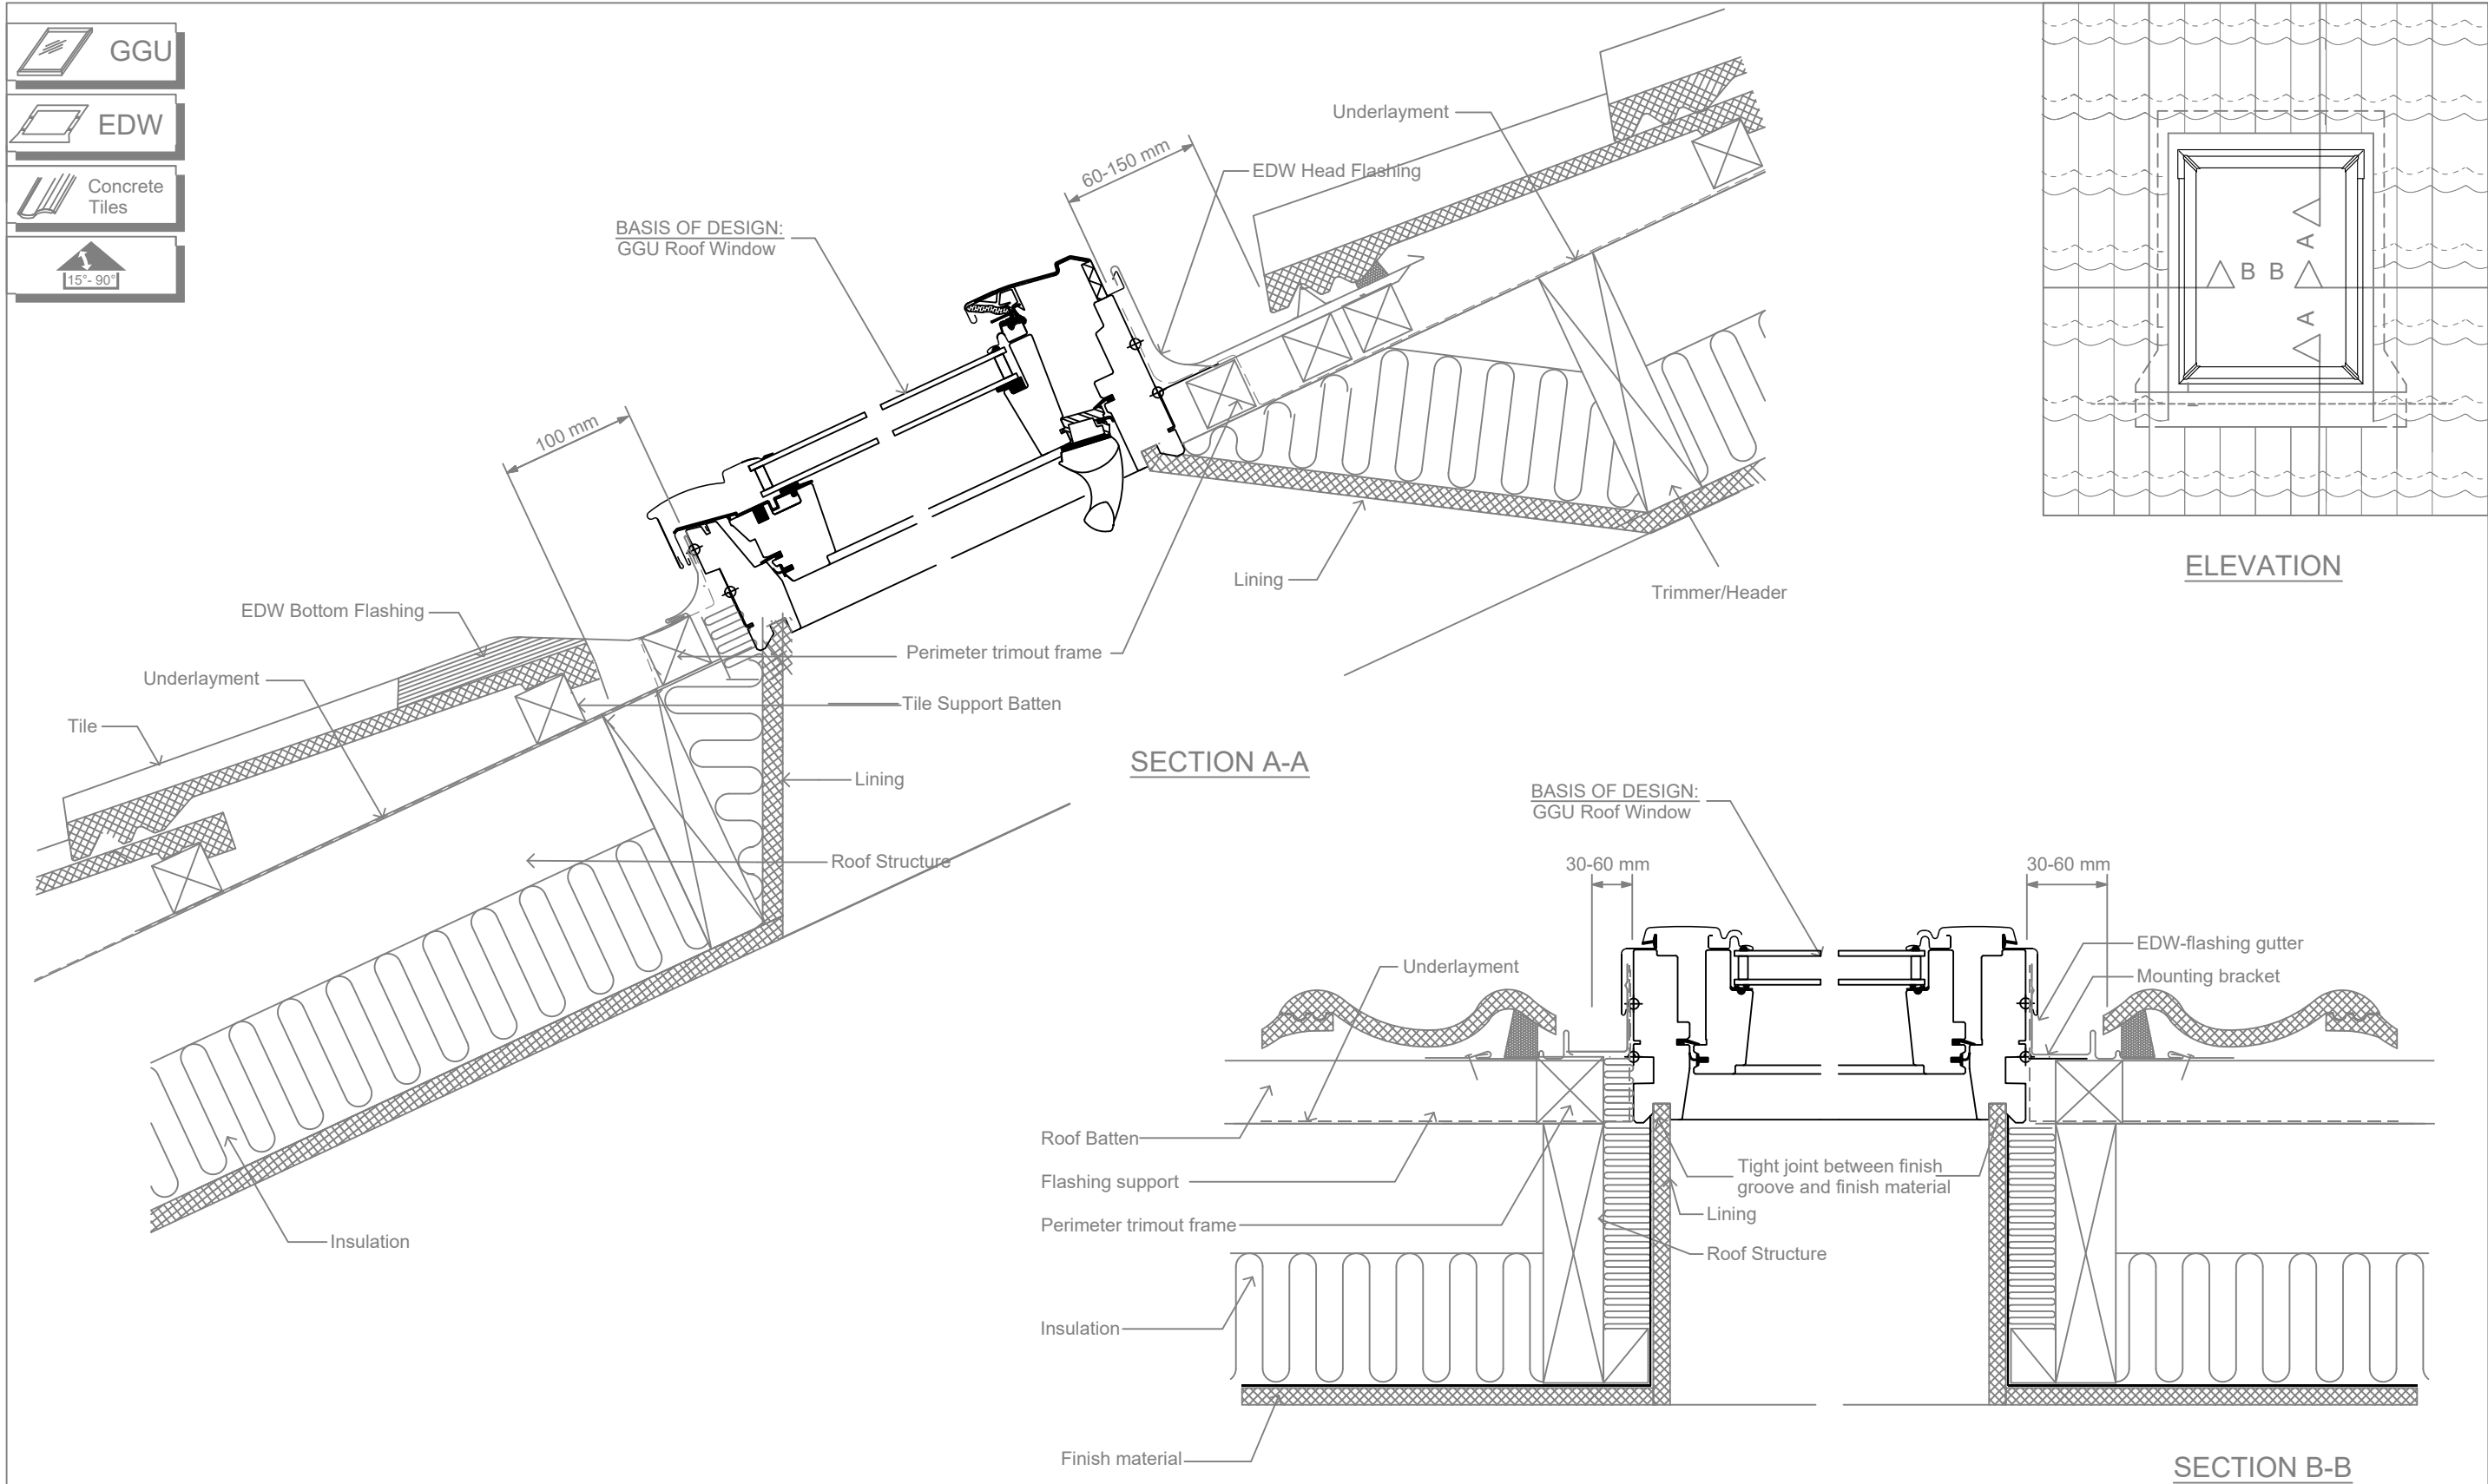 GGU
EDW
Concrete
Tiles
15°- 90°
BASIS OF DESIGN:
GGU Roof Window
60-150 mm
Underlayment
EDW Head Flashing
100 mm
EDW Bottom Flashing
Underlayment
Tile
Perimeter trimout frame
Tile Support Batten
Lining
Roof Structure
Insulation
Lining
Trimmer/Header
SECTION A-A
A
B B
A
ELEVATION
BASIS OF DESIGN:
GGU Roof Window
30-60 mm
30-60 mm
Underlayment
EDW-flashing gutter
Mounting bracket
Roof Batten
Flashing support
Perimeter trimout frame
Tight joint between finish
groove and finish material
Lining
Roof Structure
Insulation
Finish material
SECTION B-B